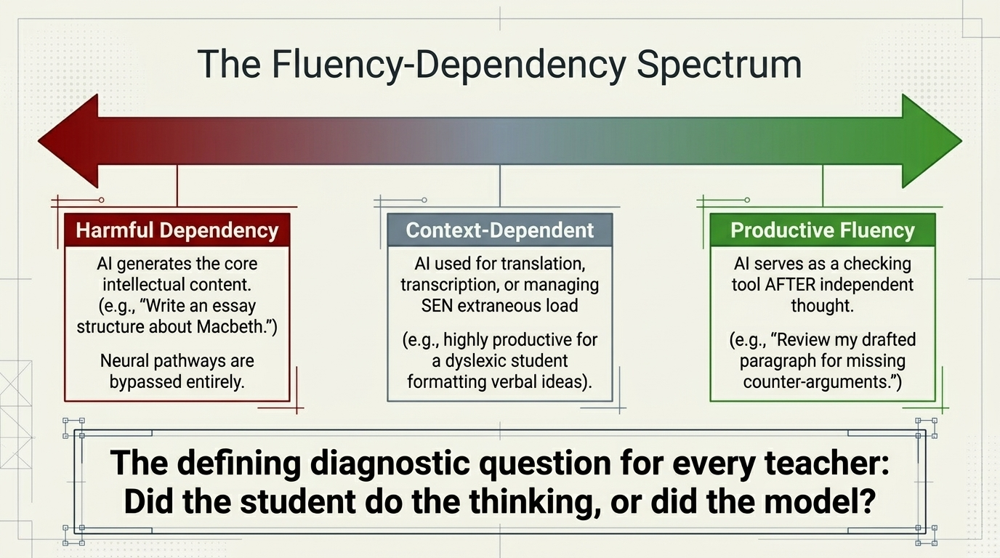 The Fluency-Dependency Spectrum
Harmful Dependency
AI generates the core
intellectual content.
(e.g., “Write an essay
structure about Macbeth.”)
Neural pathways are
bypassed entirely.
Context-Dependent
AI used for translation,
transcription, or managing
SEN extraneous load
(e.g., highly productive for
a dyslexic student
formatting verbal ideas).
Productive Fluency
AI serves as a checking
tool AFTER independent
thought.
(e.g., “Review my drafted
paragraph for missing
counter-arguments.”)
The defining diagnostic question for every teacher:
Did the student do the thinking, or did the model?